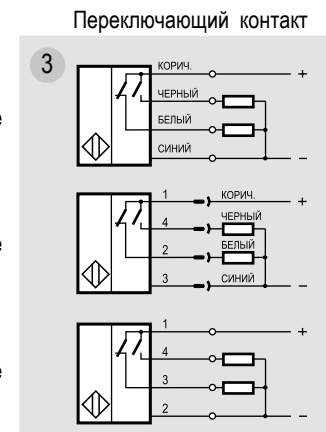 Переключающий контакт
3
КОРИЧ. +
ЧЕРНЫЙ
БЕЛЫЙ
СИНИЙ −
1 КОРИЧ. +
4 ЧЕРНЫЙ
2 БЕЛЫЙ
3 СИНИЙ −
1 +
4
3
2 −